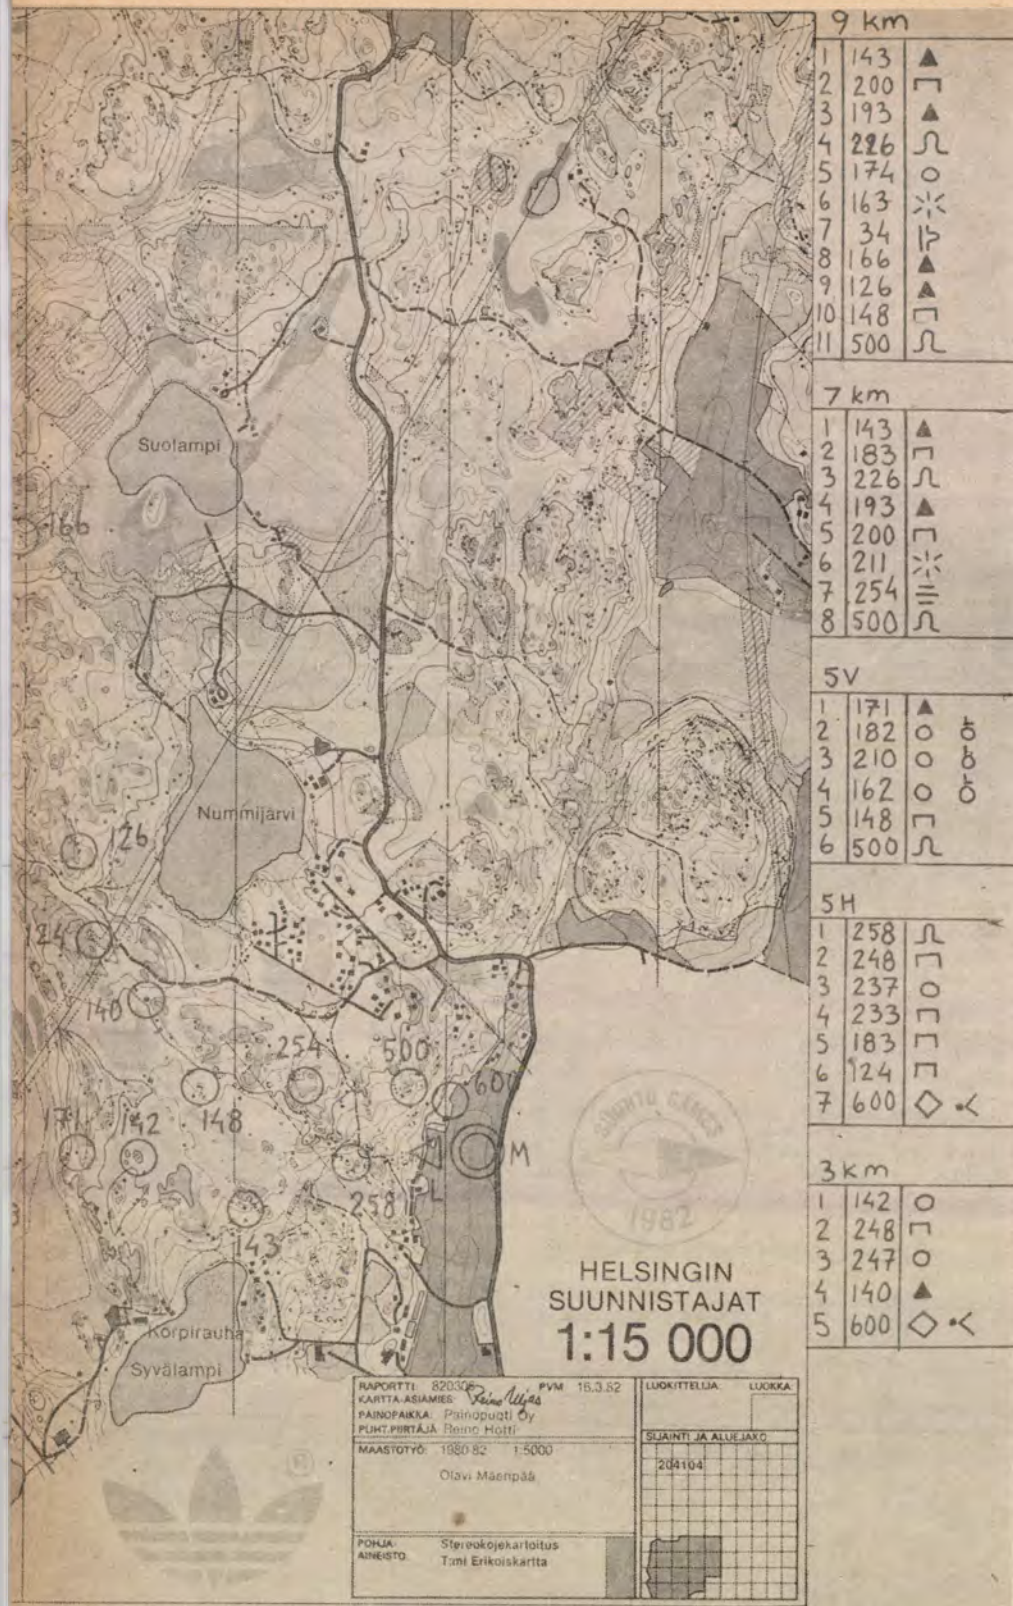 9 km
1 143 ▲
2 200
3 193 ▲
4 226
5 174 ○
6 163
7 34
8 166 ▲
9 126 ▲
10 148
11 500
7 km
1 143 ▲
2 183
3 226
4 193 ▲
5 200
6 211
7 254
8 500
5V
1 171 ▲
2 182 ○
3 210 ○
4 162 ○
5 148
6 500
5H
1 258
2 248
3 237 ○
4 233
5 183
6 124
7 600 ◇
3 km
1 142 ○
2 248
3 247 ○
4 140 ▲
5 600 ◇
Suolampi
166
Nummijärvi
126
124
140
254
500
600
148
171
142
M
L
258
143
Korpirauha
Syvälampi
SUUNTO GAMES
1982
HELSINGIN
SUUNNISTAJAT
1:15 000
RAPORTTI: 820306 PVM 16.3.82
KARTTA-ASIAMIES
PAINOPAIKKA: Painopuoti Oy
PUHT.PIIRTÄJÄ Reino Hotti
MAASTOTYÖ: 1980-82 1:5000
Olavi Mäenpää
POHJA- Stereokojekartoitus
AINEISTO Tmi Erikoiskartta
LUOKITTELIJA LUOKKA
SIJAINTI JA ALUEJAKO
204104
®